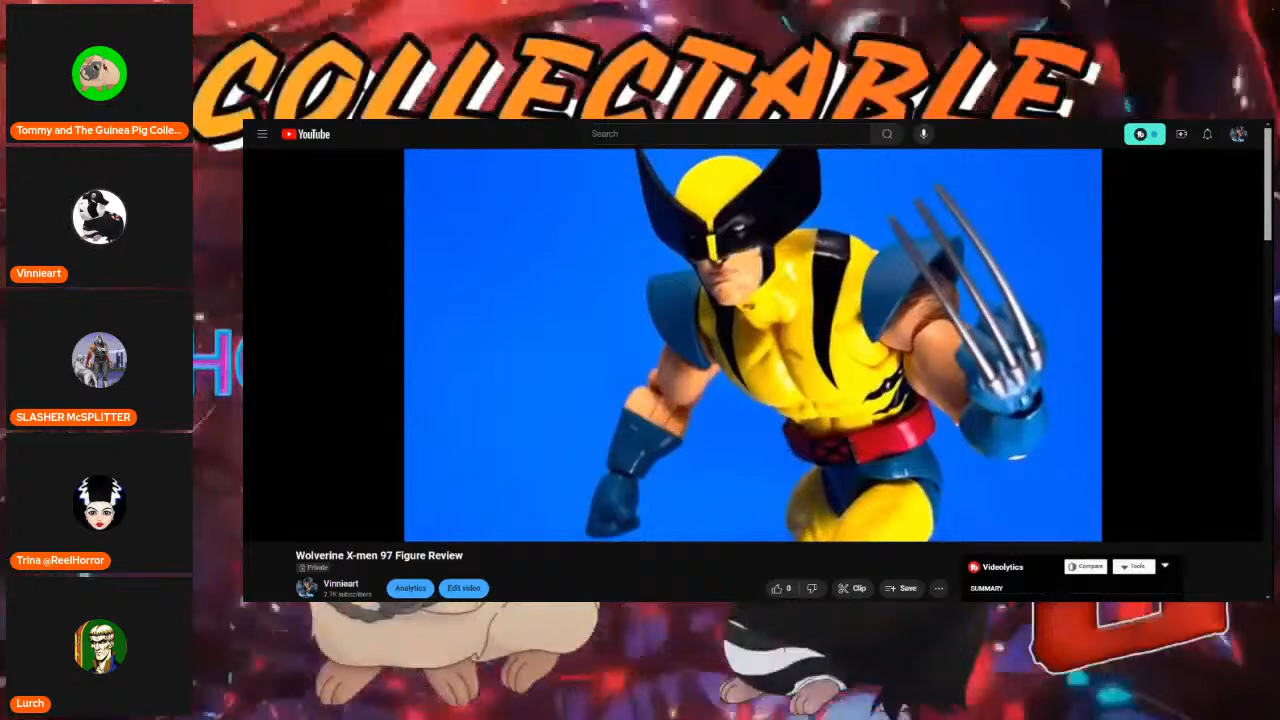 COLLECTABLE
Tommy and The Guinea Pig Colle...
Vinnieart
SLASHER McSPLITTER
Trina @ReelHorror
Lurch
HO
YouTube
Search
Wolverine X-men 97 Figure Review
Private
Vinnieart
2.7K subscribers
Analytics
Edit video
0
Clip
Save
Videolytics
Compare
Tools
SUMMARY